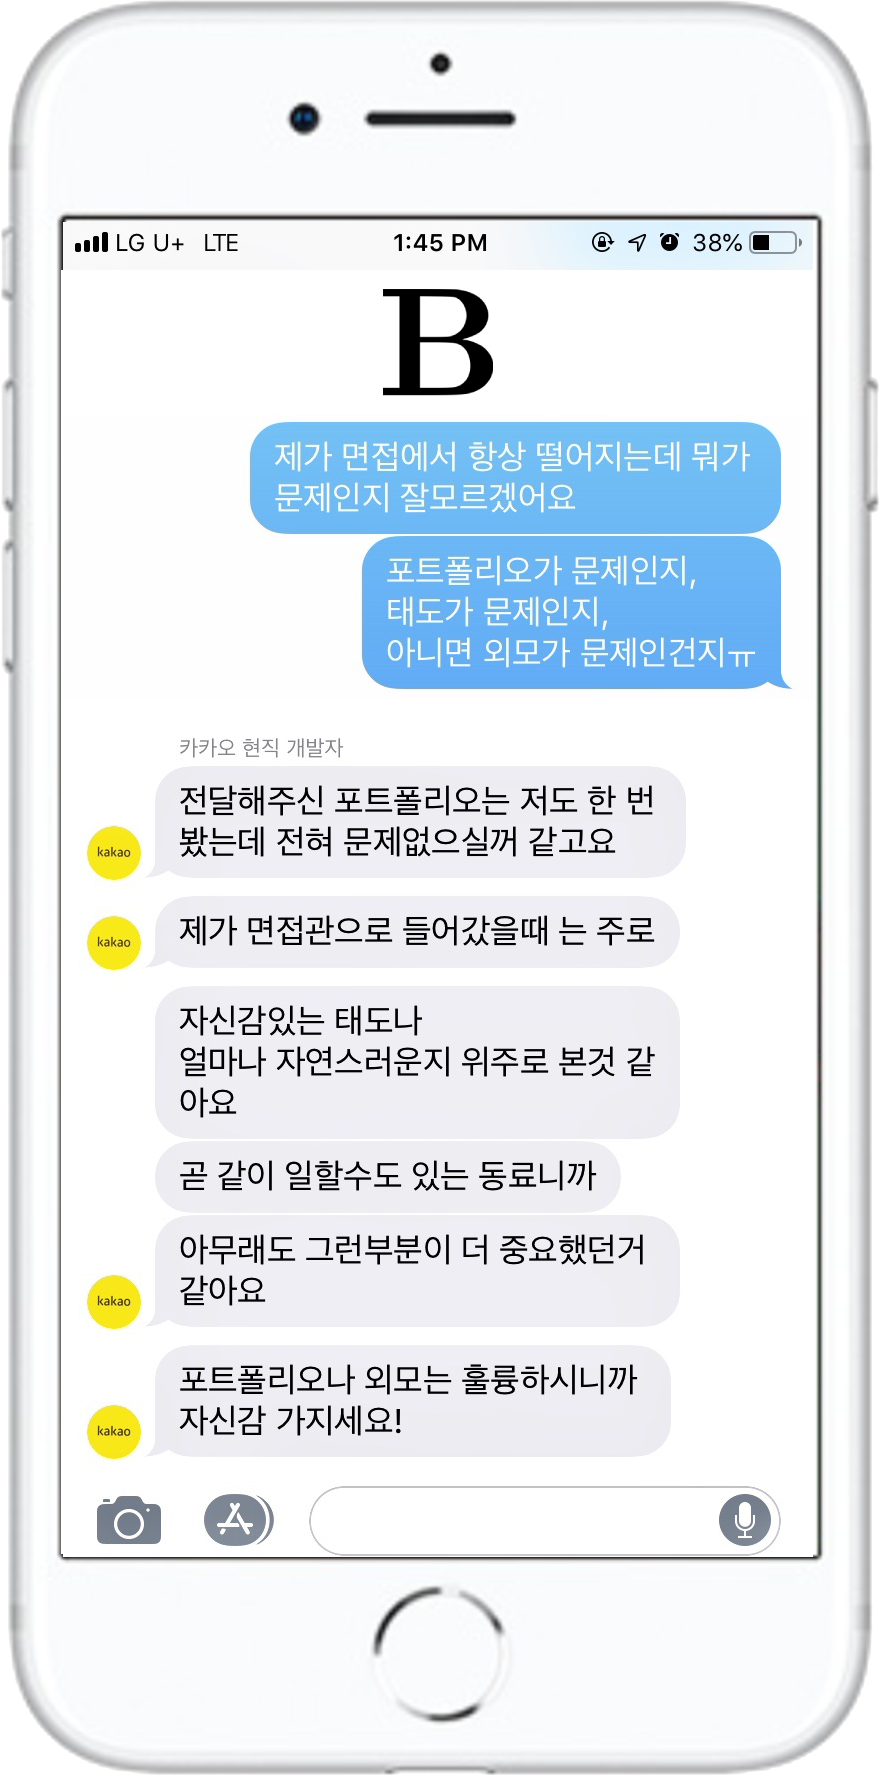 LG U+ LTE 1:45 PM 38%
B
제가 면접에서 항상 떨어지는데 뭐가
문제인지 잘모르겠어요
포트폴리오가 문제인지,
태도가 문제인지,
아니면 외모가 문제인건지ㅠ
카카오 현직 개발자
전달해주신 포트폴리오는 저도 한 번
봤는데 전혀 문제없으실꺼 같고요
kakao
제가 면접관으로 들어갔을때 는 주로
kakao
자신감있는 태도나
얼마나 자연스러운지 위주로 본것 같
아요
곧 같이 일할수도 있는 동료니까
아무래도 그런부분이 더 중요했던거
같아요
kakao
포트폴리오나 외모는 훌륭하시니까
자신감 가지세요!
kakao